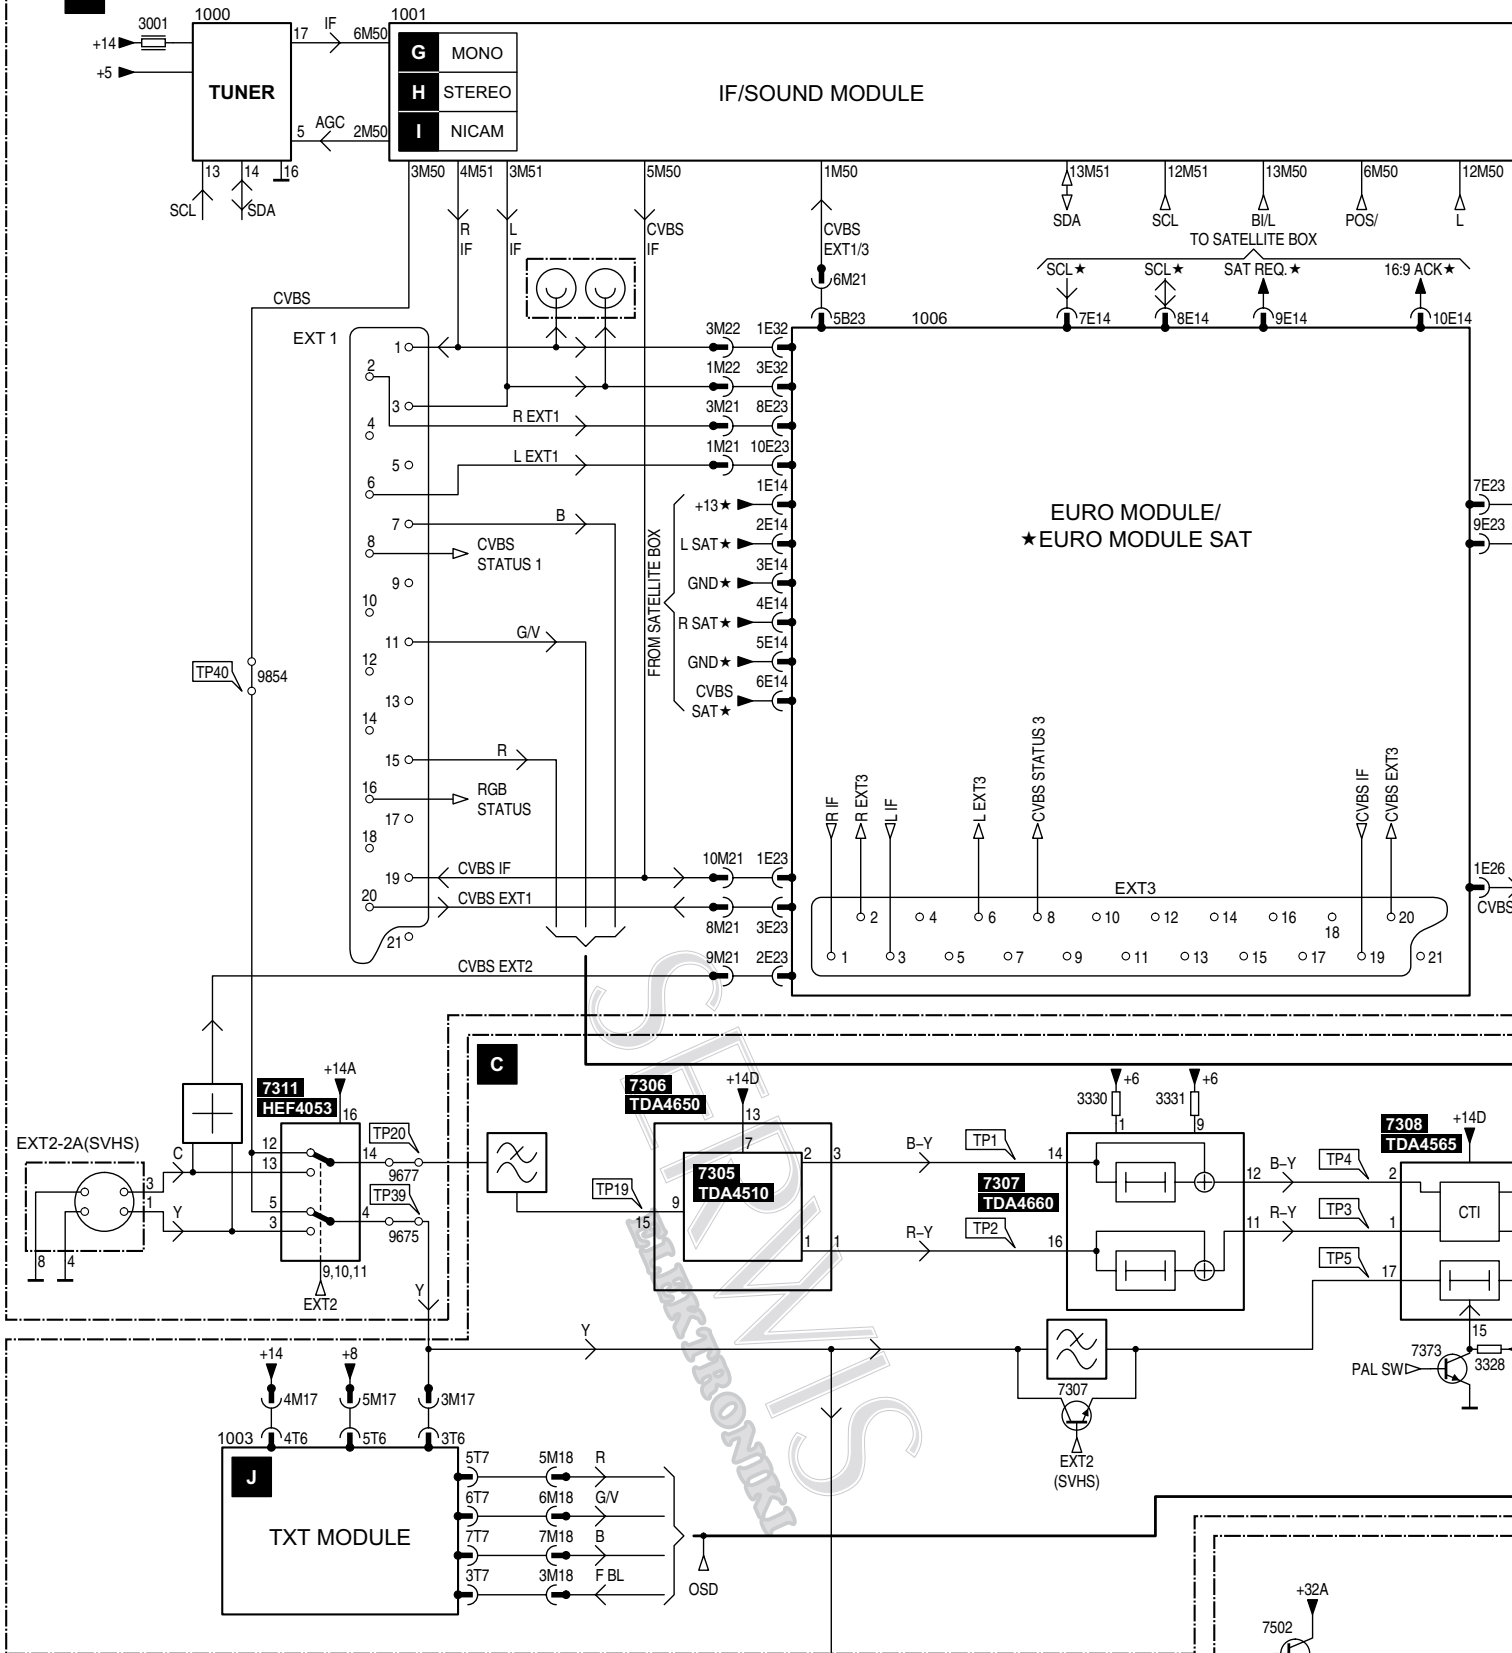 1000
1001
3001
+14
+5
TUNER
17
IF
6M50
5
AGC
2M50
G MONO
H STEREO
I NICAM
IF/SOUND MODULE
13
14
16
SCL
SDA
3M50
4M51
3M51
5M50
1M50
13M51
12M51
13M50
6M50
12M50
R
IF
L
IF
CVBS
IF
CVBS
EXT1/3
6M21
SDA
SCL
BI/L
POS/
L
TO SATELLITE BOX
SCL★
SCL★
SAT REQ.★
16:9 ACK★
5B23
1006
7E14
8E14
9E14
10E14
CVBS
EXT 1
1
2
3
4
5
6
7
8
9
10
11
12
13
14
15
16
17
18
19
20
21
3M22 1E32
1M22 3E32
R EXT1
3M21 8E23
L EXT1
1M21 10E23
B
CVBS
STATUS 1
G/V
R
RGB
STATUS
FROM SATELLITE BOX
+13★
1E14
L SAT★
2E14
GND★
3E14
R SAT★
4E14
GND★
5E14
CVBS
SAT★
6E14
EURO MODULE/
★EURO MODULE SAT
7E23
9E23
1E26
CVBS
TP40
9854
CVBS IF
10M21 1E23
CVBS EXT1
8M21 3E23
CVBS EXT2
9M21 2E23
R IF
R EXT3
L IF
L EXT3
CVBS STATUS 3
CVBS IF
CVBS EXT3
EXT3
2 4 6 8 10 12 14 16 18 20
1 3 5 7 9 11 13 15 17 19 21
SERWIS
ELEKTRONIKI
C
+14A
7311
HEF4053
16
12
13
5
3
14
4
TP20
9677
TP39
9675
9,10,11
EXT2
EXT2-2A(SVHS)
C
Y
3
1
8
4
Y
7306
TDA4650
+14D
13
7
7305
TDA4510
TP19
9
15
2 3
1 1
B–Y
TP1
14
R–Y
TP2
16
7307
TDA4660
3330
+6
3331
+6
1
9
12
B–Y
TP4
2
11
R–Y
TP3
1
TP5
17
7308
TDA4565
+14D
CTI
15
7373
3328
PAL SW
Y
7307
EXT2
(SVHS)
+14
+8
4M17
5M17
3M17
1003
4T6
5T6
3T6
J
TXT MODULE
5T7 5M18 R
6T7 6M18 G/V
7T7 7M18 B
3T7 3M18 F BL
OSD
+32A
7502